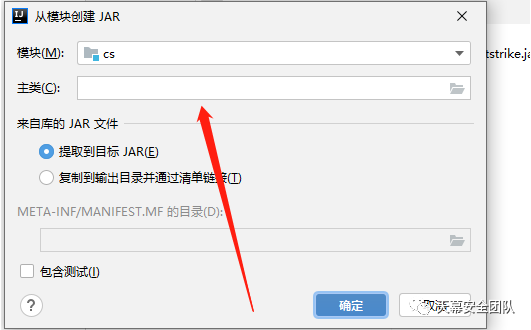 从模块创建 JAR
模块(M):
cs
tstrike.ja
主类(C):
来自库的 JAR 文件
提取到目标 JAR(E)
复制到输出目录并通过清单链接(T)
META-INF/MANIFEST.MF 的目录(D):
包含测试(I)
?
确定
天幕安全团队